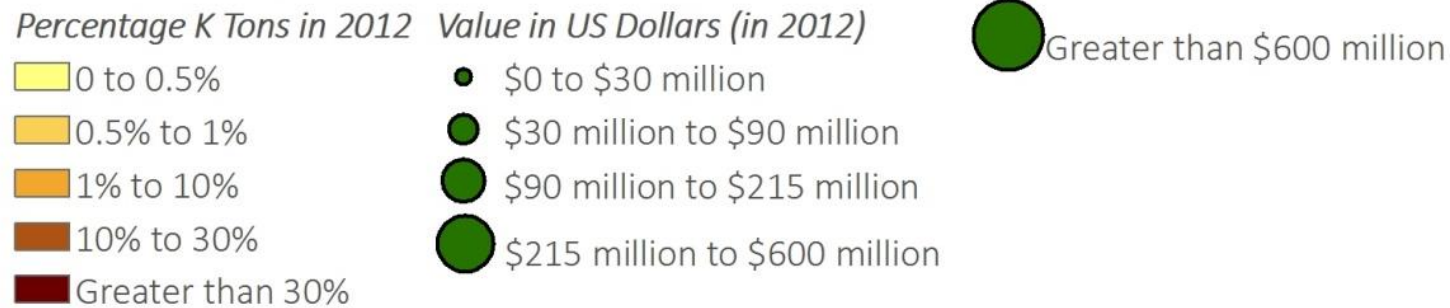 Percentage K Tons in 2012
0 to 0.5%
0.5% to 1%
1% to 10%
10% to 30%
Greater than 30%
Value in US Dollars (in 2012)
$0 to $30 million
$30 million to $90 million
$90 million to $215 million
$215 million to $600 million
Greater than $600 million